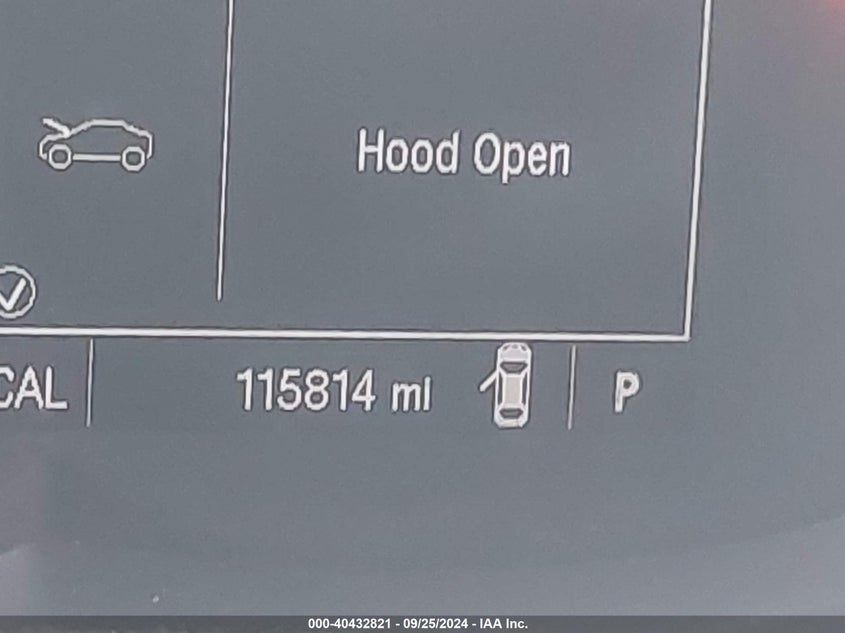 Hood Open
CAL
115814 mi
P
000-40432821 - 09/25/2024 - IAA Inc.